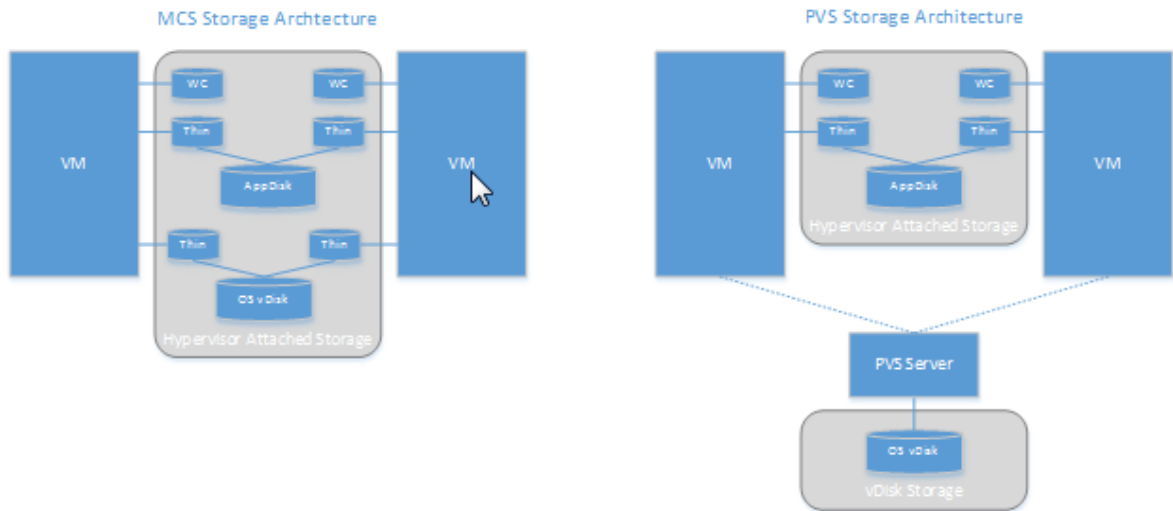 MCS Storage Archtecture
WC
WC
Thin
Thin
VM
VM
AppDisk
Thin
Thin
OS vDisk
Hypervisor Attached Storage
PVS Storage Architecture
WC
WC
Thin
Thin
VM
VM
AppDisk
Hypervisor Attached Storage
PVS Server
OS vDisk
vDisk Storage